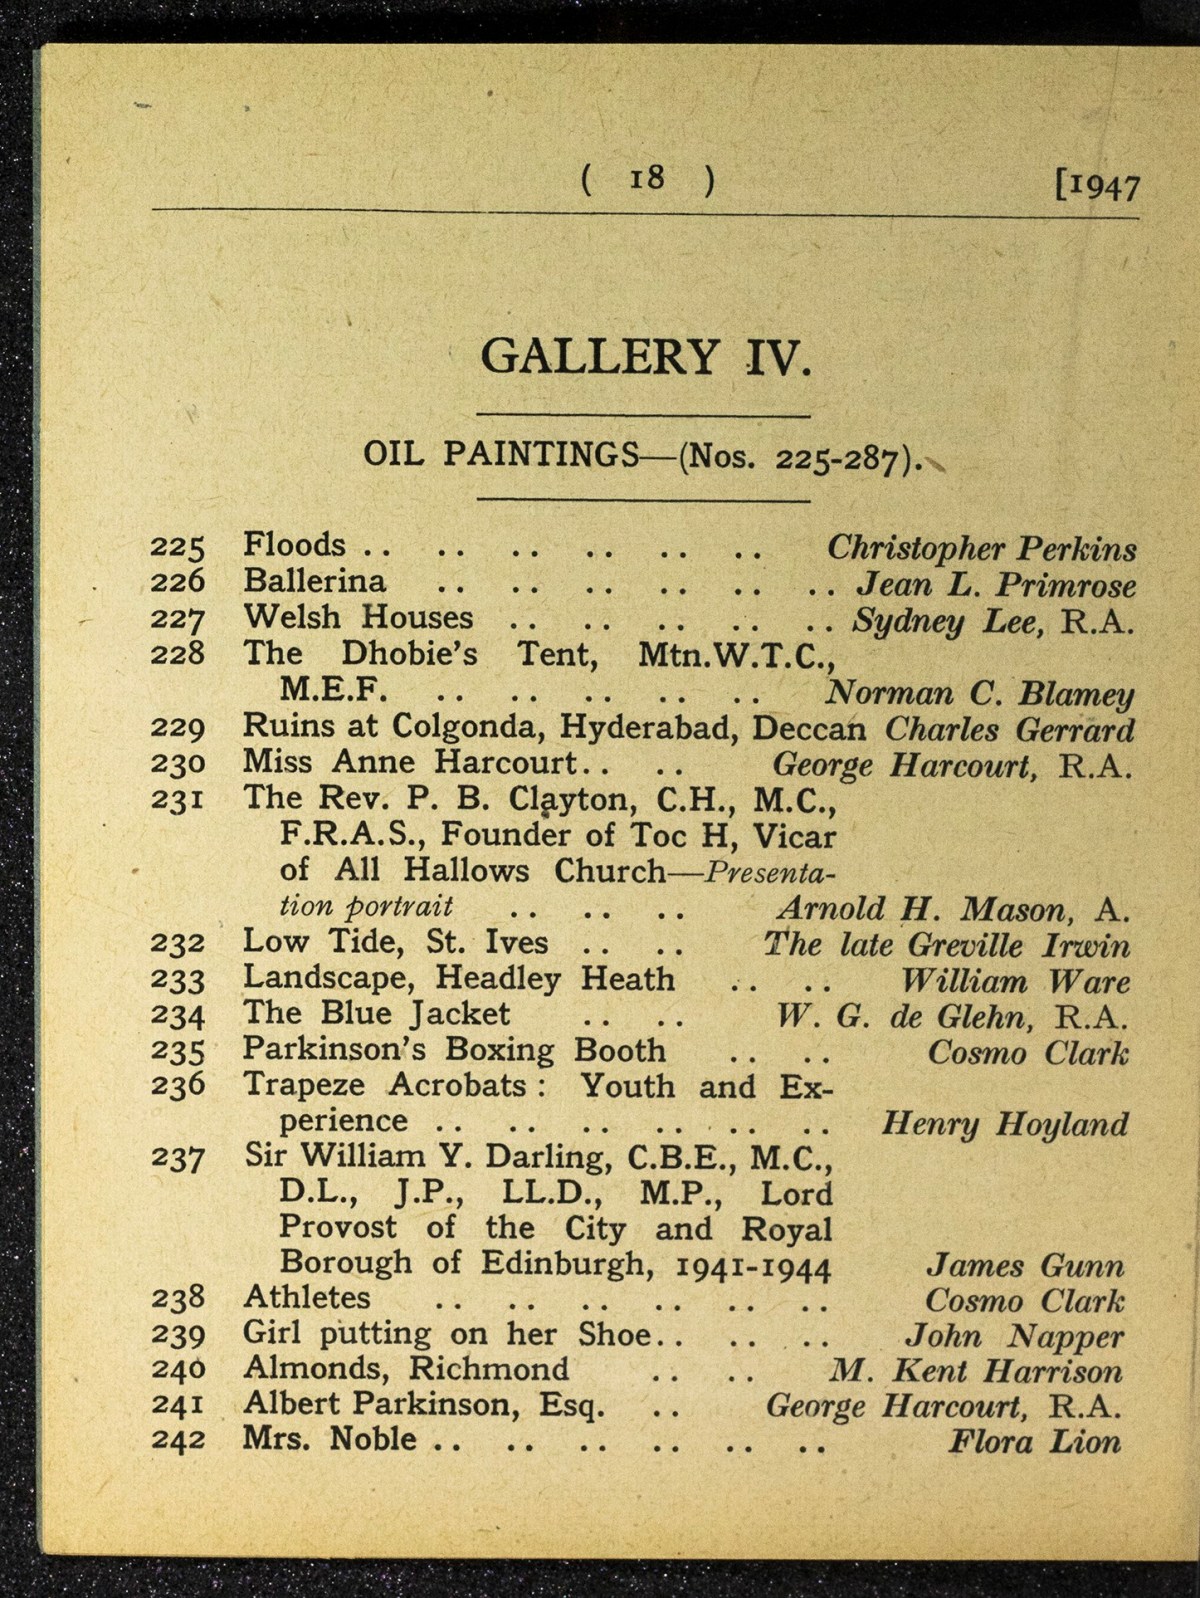 ( 18 ) [1947
GALLERY IV.
OIL PAINTINGS—(Nos. 225-287).
225 Floods .. .. .. .. .. .. Christopher Perkins
226 Ballerina .. .. .. .. .. .. Jean L. Primrose
227 Welsh Houses .. .. .. .. .. Sydney Lee, R.A.
228 The Dhobie's Tent, Mtn.W.T.C.,
M.E.F. .. .. .. .. .. Norman C. Blamey
229 Ruins at Colgonda, Hyderabad, Deccan Charles Gerrard
230 Miss Anne Harcourt.. .. George Harcourt, R.A.
231 The Rev. P. B. Clayton, C.H., M.C.,
F.R.A.S., Founder of Toc H, Vicar
of All Hallows Church—Presenta-
tion portrait .. .. .. Arnold H. Mason, A.
232 Low Tide, St. Ives .. .. The late Greville Irwin
233 Landscape, Headley Heath .. .. William Ware
234 The Blue Jacket .. .. W. G. de Glehn, R.A.
235 Parkinson's Boxing Booth .. .. Cosmo Clark
236 Trapeze Acrobats : Youth and Ex-
perience .. .. .. .. .. .. Henry Hoyland
237 Sir William Y. Darling, C.B.E., M.C.,
D.L., J.P., LL.D., M.P., Lord
Provost of the City and Royal
Borough of Edinburgh, 1941-1944 James Gunn
238 Athletes .. .. .. .. .. .. Cosmo Clark
239 Girl putting on her Shoe.. .. .. John Napper
240 Almonds, Richmond .. .. M. Kent Harrison
241 Albert Parkinson, Esq. .. George Harcourt, R.A.
242 Mrs. Noble .. .. .. .. .. .. Flora Lion